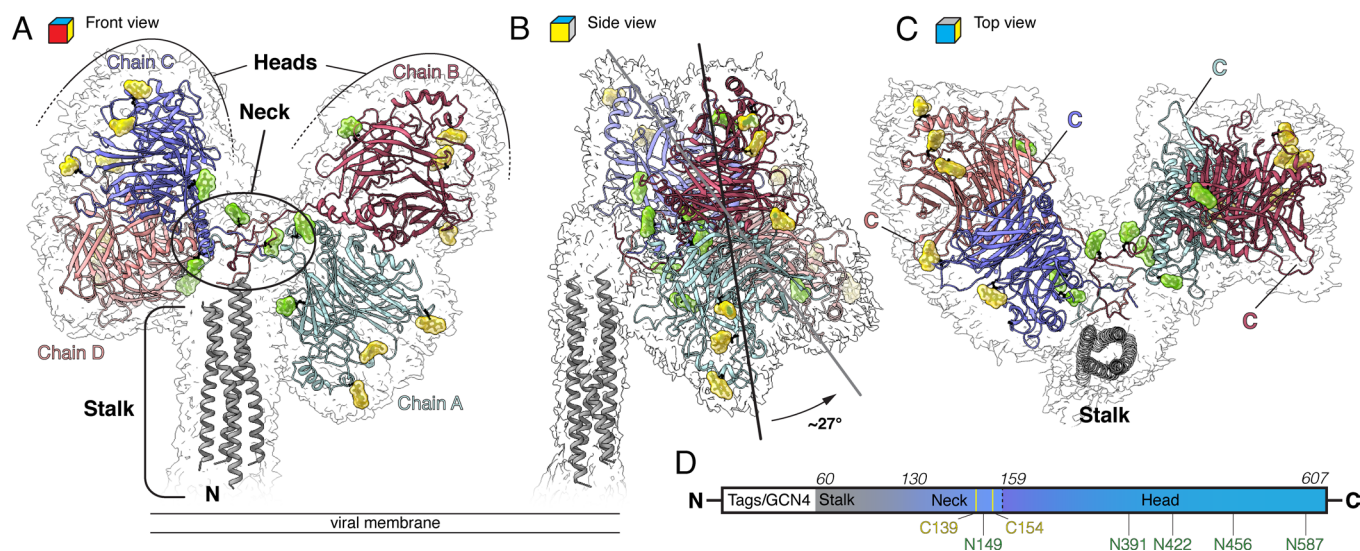 A
Front view
Chain C
Heads
Chain B
Neck
Chain D
Stalk
Chain A
N
viral membrane
B
Side view
~27°
C
Top view
C
C
C
C
Stalk
D
60 130 159 607
N Tags/GCN4 Stalk Neck Head C
C139 C154
N149 N391 N422 N456 N587